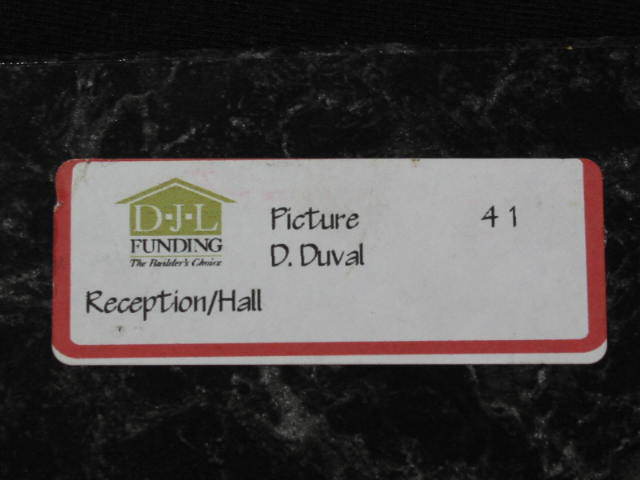 D·J·L
FUNDING
The Builder's Choice
Picture 41
D. Duval
Reception/Hall